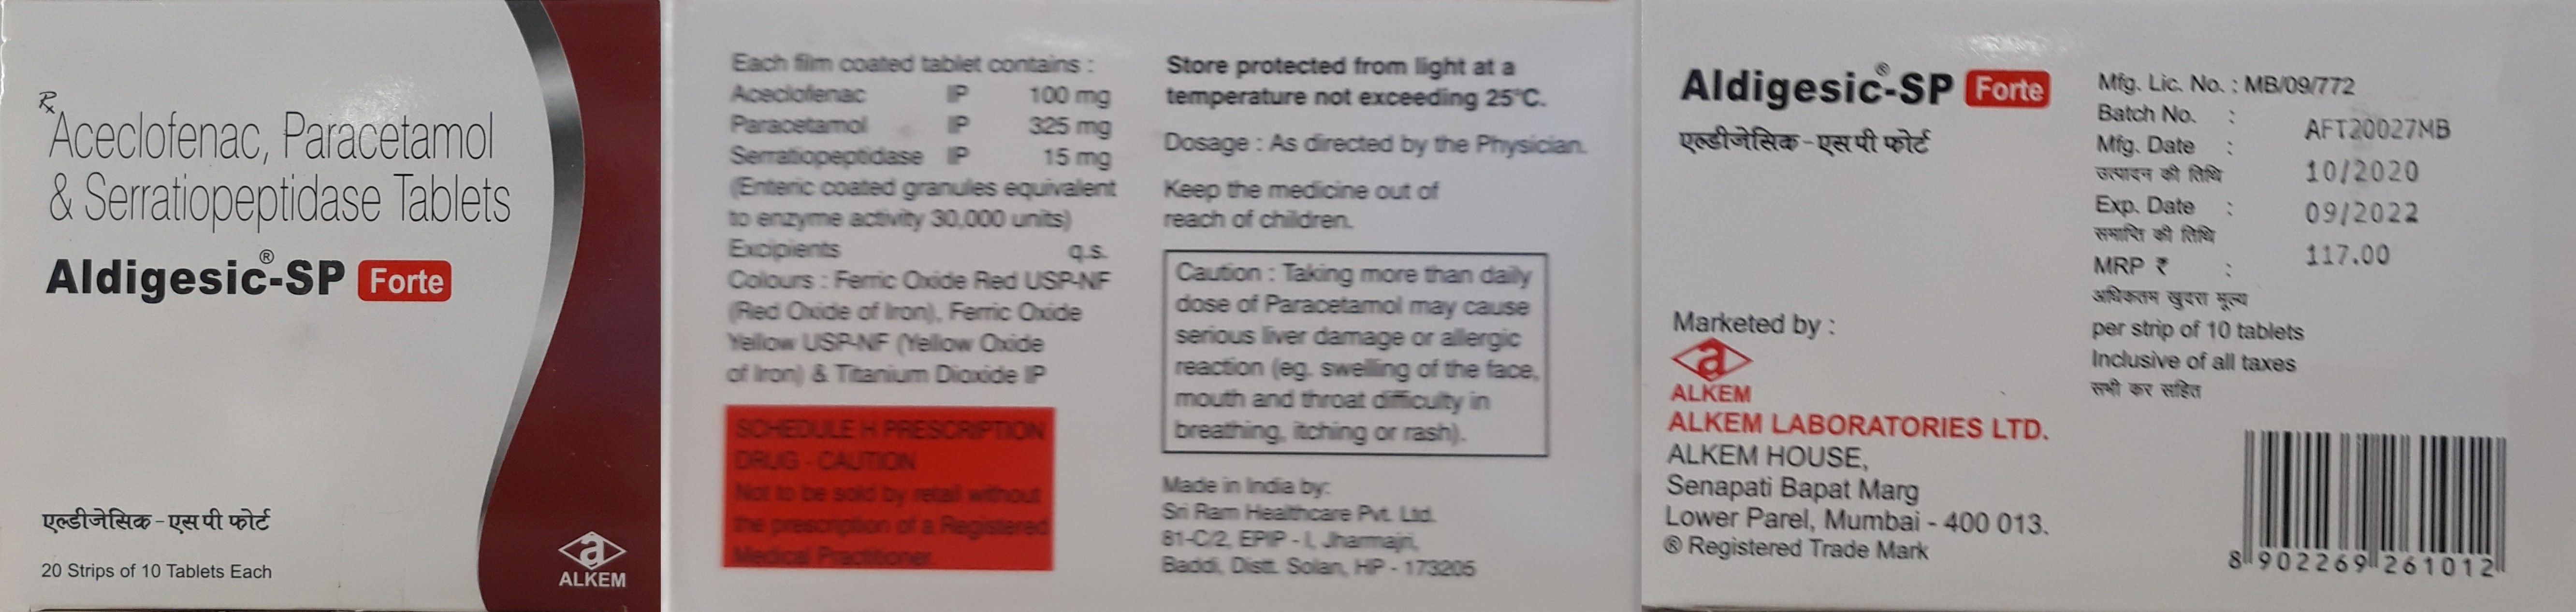 Rx
Aceclofenac, Paracetamol
& Serratiopeptidase Tablets
Aldigesic®-SP Forte
एल्डीजेसिक-एस पी फोर्ट
20 Strips of 10 Tablets Each
a
ALKEM
Each film coated tablet contains :
Aceclofenac IP 100 mg
Paracetamol IP 325 mg
Serratiopeptidase IP 15 mg
(Enteric coated granules equivalent
to enzyme activity 30,000 units)
Excipients q.s.
Colours : Ferric Oxide Red USP-NF
(Red Oxide of Iron), Ferric Oxide
Yellow USP-NF (Yellow Oxide
of Iron) & Titanium Dioxide IP
SCHEDULE H PRESCRIPTION
DRUG - CAUTION
Not to be sold by retail without
the prescription of a Registered
Medical Practitioner.
Store protected from light at a
temperature not exceeding 25°C.
Dosage : As directed by the Physician.
Keep the medicine out of
reach of children.
Caution : Taking more than daily
dose of Paracetamol may cause
serious liver damage or allergic
reaction (eg. swelling of the face,
mouth and throat difficulty in
breathing, itching or rash).
Made in India by:
Sri Ram Healthcare Pvt. Ltd.
81-C/2, EPIP - I, Jharmajri,
Baddi, Distt. Solan, HP - 173205
Aldigesic®-SP Forte
एल्डीजेसिक-एस पी फोर्ट
Marketed by :
a
ALKEM
ALKEM LABORATORIES LTD.
ALKEM HOUSE,
Senapati Bapat Marg
Lower Parel, Mumbai - 400 013.
® Registered Trade Mark
Mfg. Lic. No. : MB/09/772
Batch No. : AFT20027MB
Mfg. Date : 10/2020
उत्पादन की तिथि
Exp. Date : 09/2022
समाप्ति की तिथि
MRP ₹ : 117.00
अधिकतम खुदरा मूल्य
per strip of 10 tablets
Inclusive of all taxes
सभी कर सहित
8 902269 261012